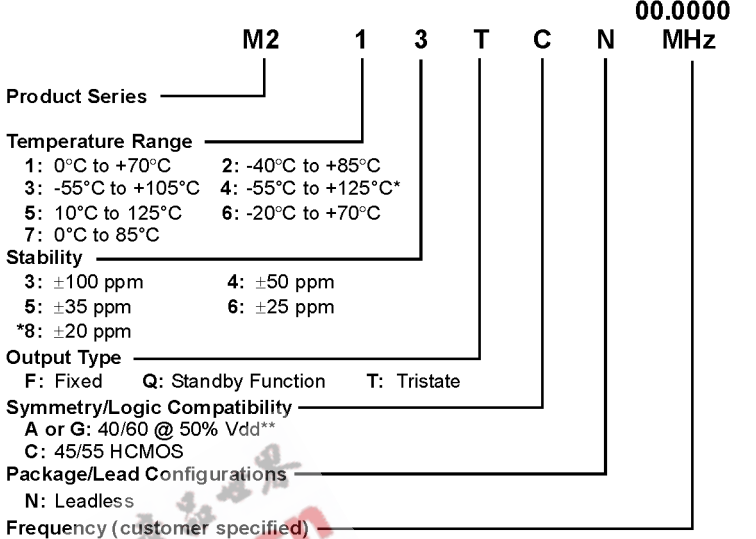 00.0000
M2 1 3 T C N MHz
Product Series
Temperature Range
1: 0°C to +70°C 2: -40°C to +85°C
3: -55°C to +105°C 4: -55°C to +125°C*
5: 10°C to 125°C 6: -20°C to +70°C
7: 0°C to 85°C
Stability
3: ±100 ppm 4: ±50 ppm
5: ±35 ppm 6: ±25 ppm
*8: ±20 ppm
Output Type
F: Fixed Q: Standby Function T: Tristate
Symmetry/Logic Compatibility
A or G: 40/60 @ 50% Vdd**
C: 45/55 HCMOS
Package/Lead Configurations
N: Leadless
Frequency (customer specified)